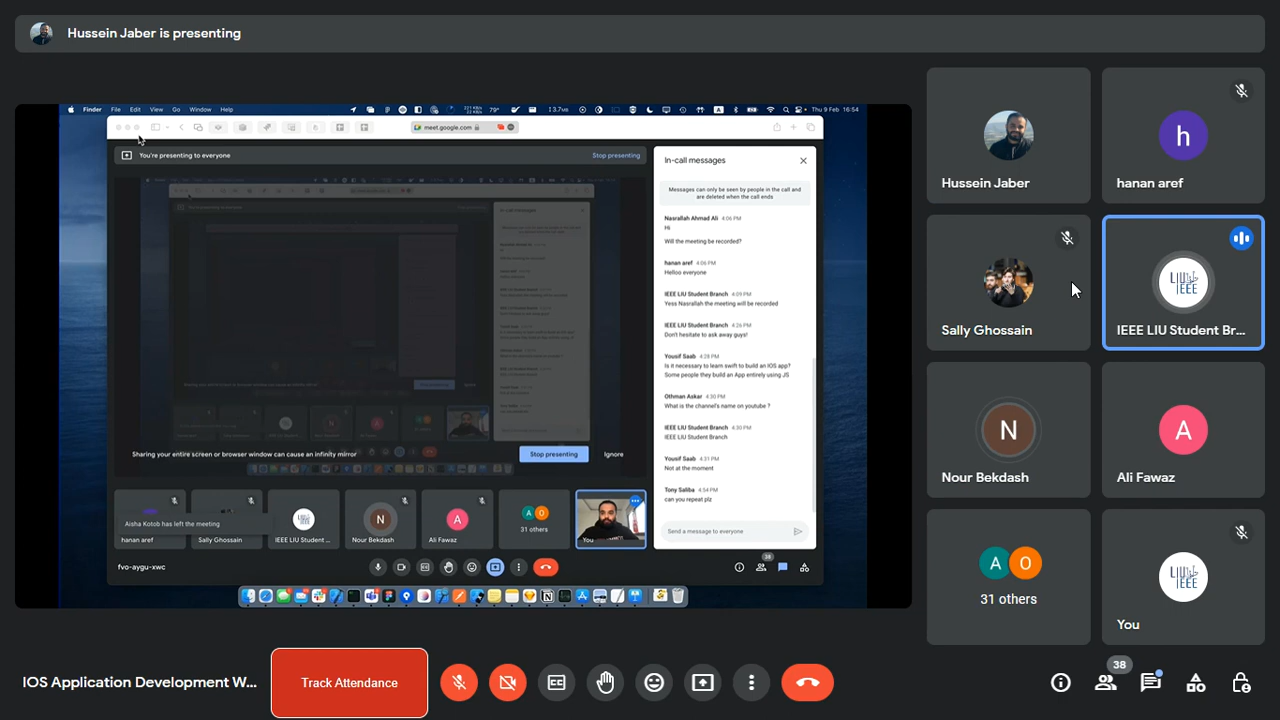 Hussein Jaber is presenting
Finder File Edit View Go Window Help
79°
Thu 9 Feb 16:54
meet.google.com
You're presenting to everyone
Stop presenting
In-call messages
Messages can only be seen by people in the call and
are deleted when the call ends
Nasrallah Ahmad Ali 4:06 PM
Hi
Will the meeting be recorded?
hanan aref 4:06 PM
Helloo everyone
IEEE LIU Student Branch 4:09 PM
Yess Nasrallah the meeting will be recorded
IEEE LIU Student Branch 4:26 PM
Don't hesitate to ask away guys!
Yousif Saab 4:28 PM
Is it necessary to learn swift to build an IOS app?
Some people they build an App entirely using JS
Othman Askar 4:30 PM
What is the channel's name on youtube ?
IEEE LIU Student Branch 4:30 PM
IEEE LIU Student Branch
Yousif Saab 4:31 PM
Not at the moment
Tony Saliba 4:54 PM
can you repeat plz
Send a message to everyone
Sharing your entire screen or browser window can cause an infinity mirror
Stop presenting
Ignore
Aisha Kotob has left the meeting
hanan aref
Sally Ghossain
IEEE LIU Student ...
N
Nour Bekdash
A
Ali Fawaz
A O
31 others
You
fvo-aygu-xwc
38
Hussein Jaber
h
hanan aref
Sally Ghossain
LIU IEEE
IEEE LIU Student Br...
N
Nour Bekdash
A
Ali Fawaz
A O
31 others
LIU IEEE
You
IOS Application Development W...
Track Attendance
38